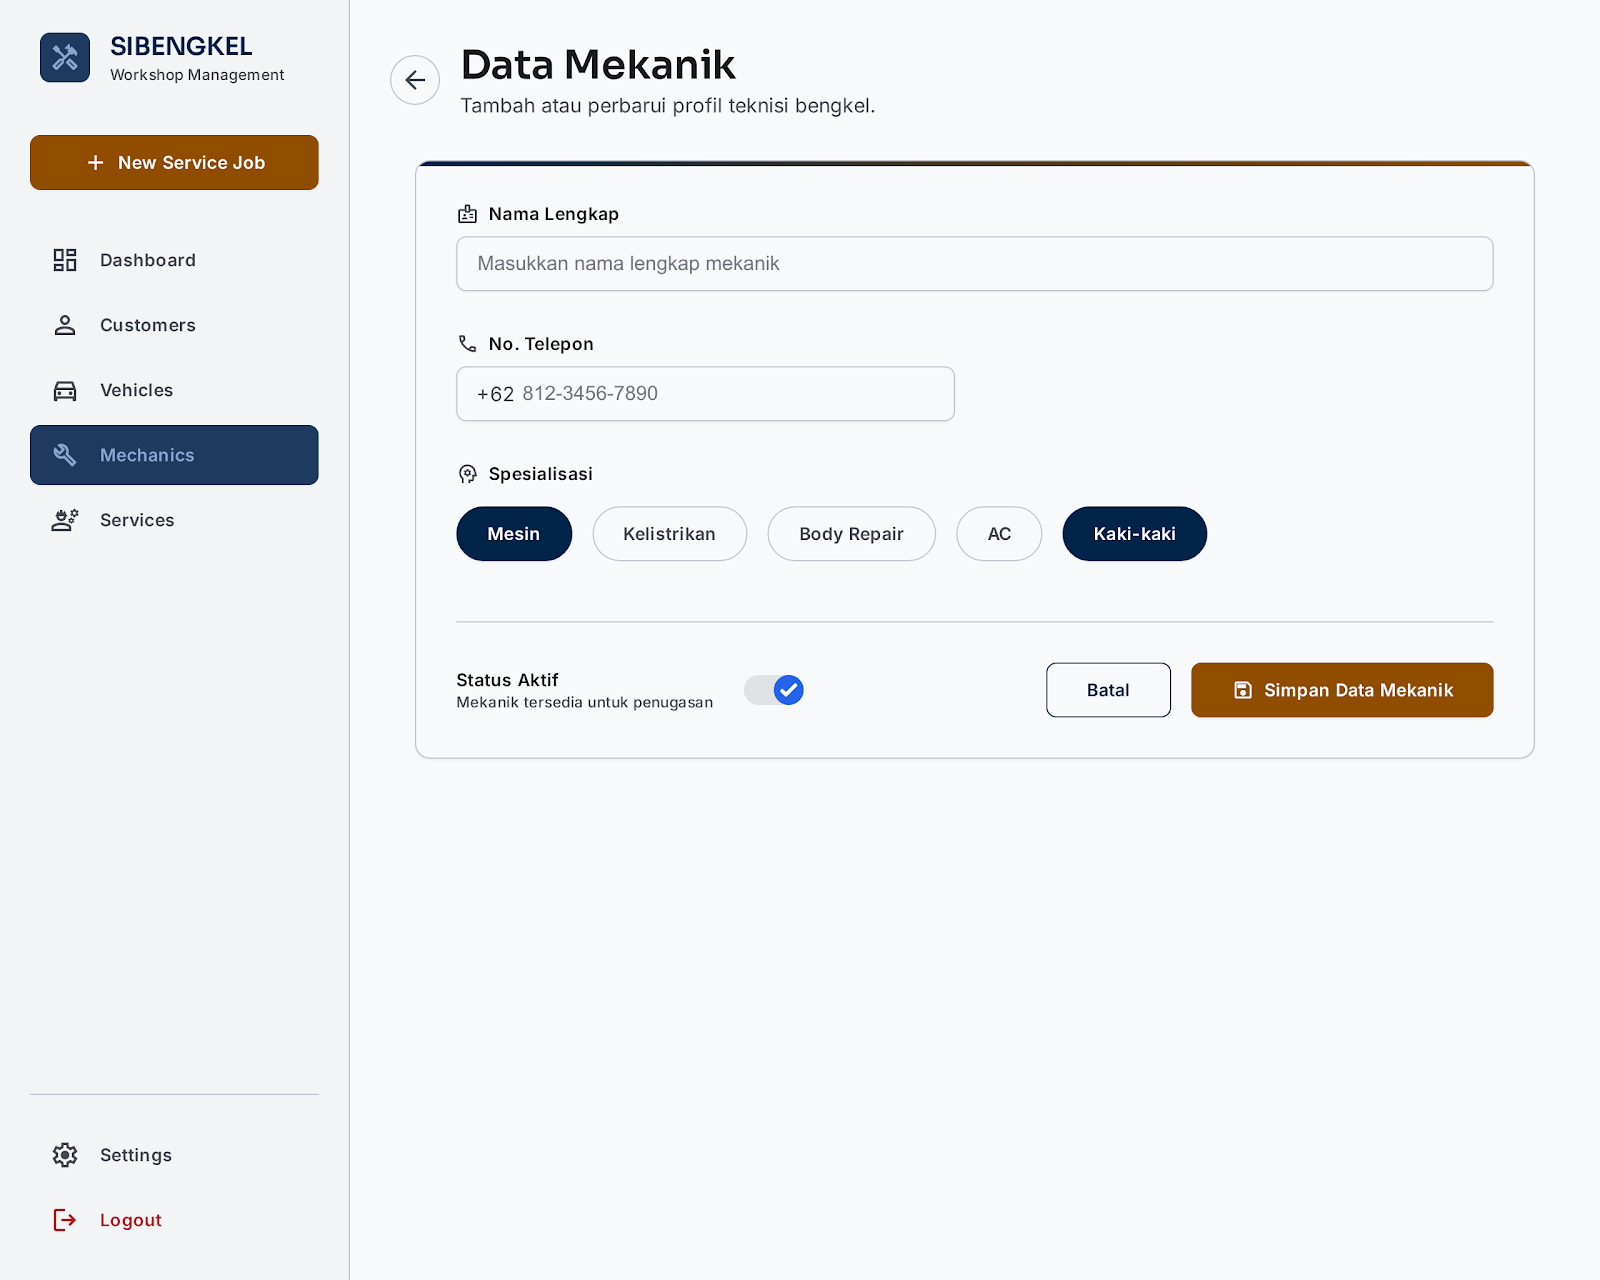 SIBENGKEL
Workshop Management
New Service Job
Dashboard
Customers
Vehicles
Mechanics
Services
Settings
Logout
Data Mekanik
Tambah atau perbarui profil teknisi bengkel.
Nama Lengkap
Masukkan nama lengkap mekanik
No. Telepon
+62 812-3456-7890
Spesialisasi
Mesin Kelistrikan Body Repair AC Kaki-kaki
Status Aktif
Mekanik tersedia untuk penugasan
Batal Simpan Data Mekanik